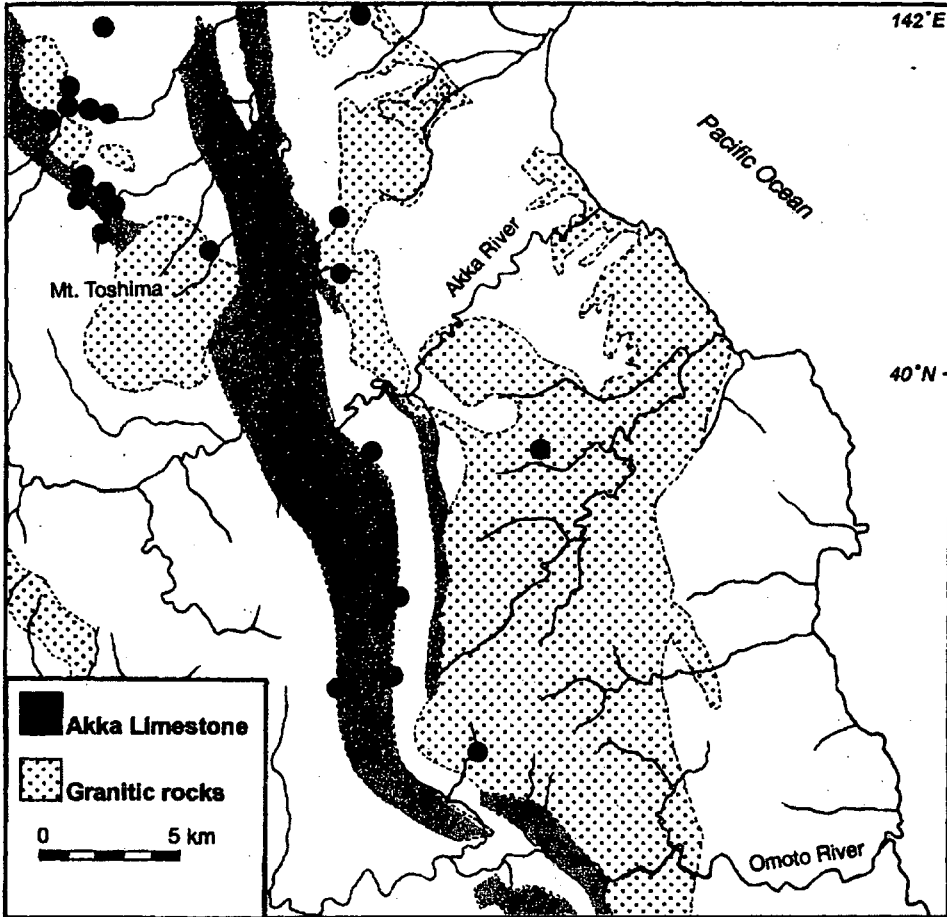 142°E
Pacific Ocean
Akka River
Mt. Toshima
40°N
Akka Limestone
Granitic rocks
0 5 km
Omoto River